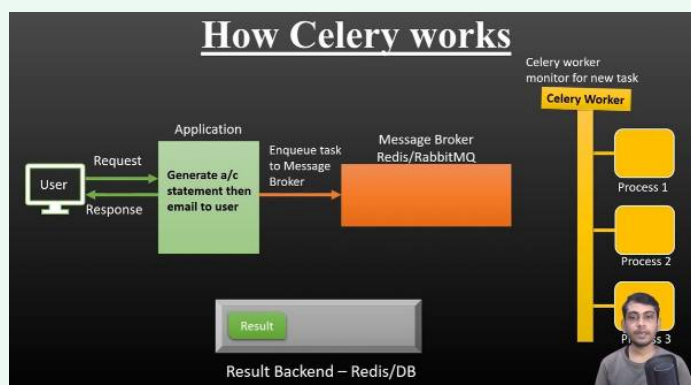 How Celery works
Celery worker
monitor for new task
Celery Worker
Application
Message Broker
Redis/RabbitMQ
Enqueue task
to Message
Broker
Request
User
Response
Generate a/c
statement then
email to user
Process 1
Process 2
Process 3
Result
Result Backend – Redis/DB